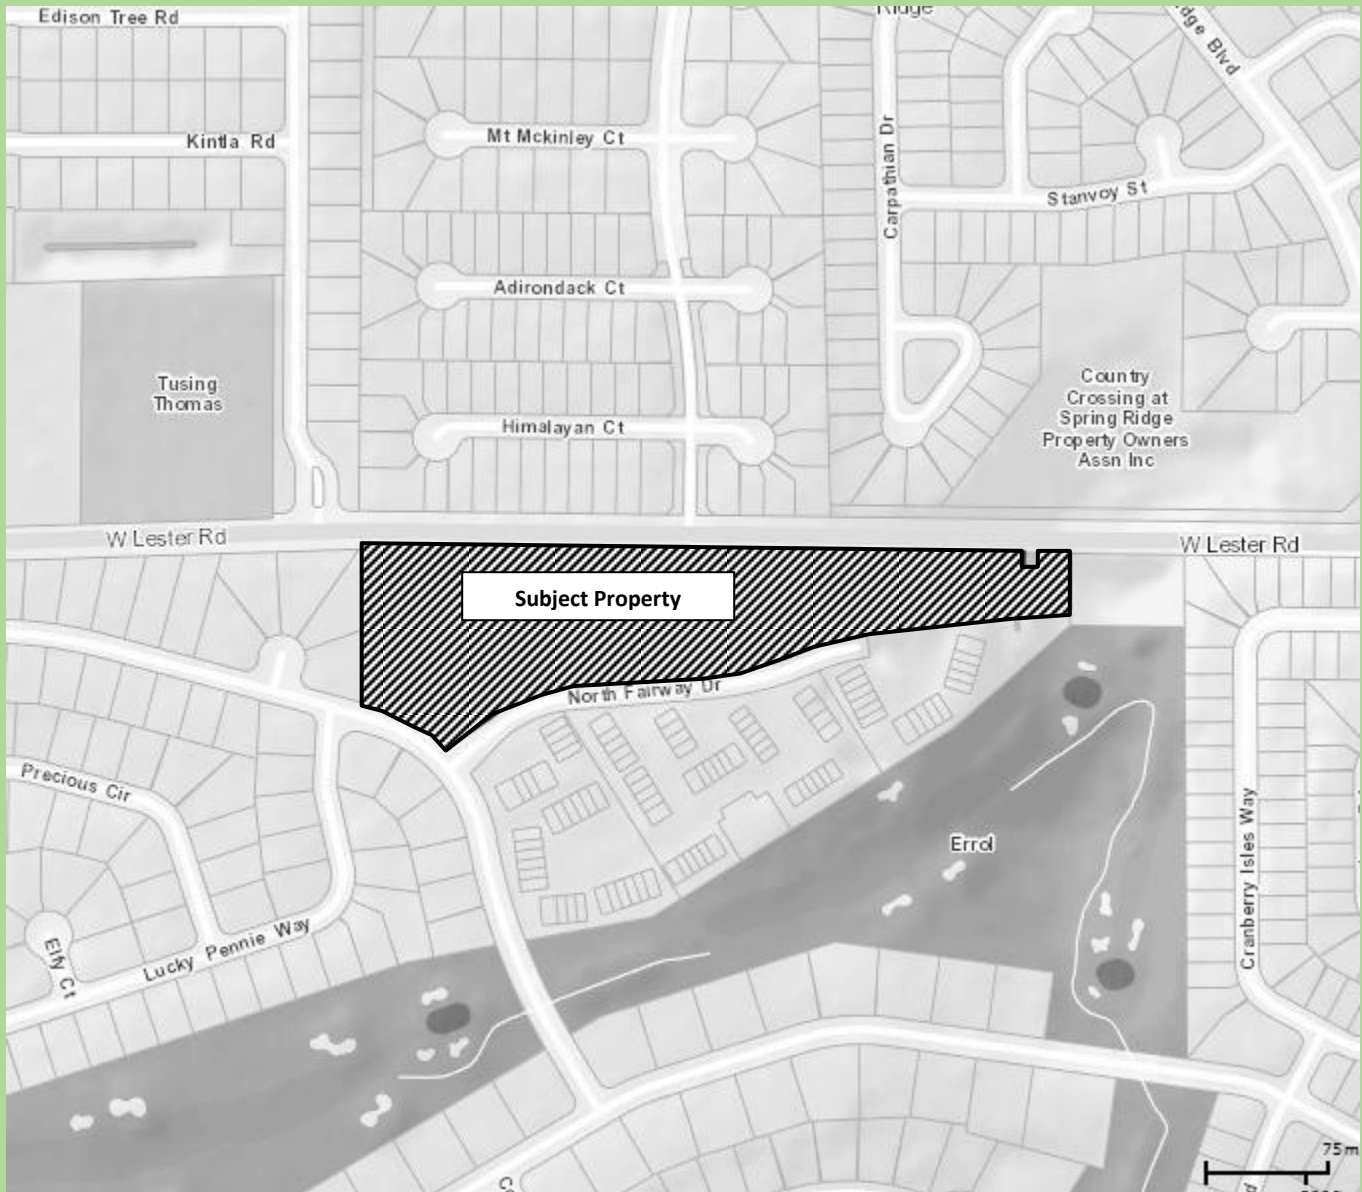 Edison Tree Rd
Ridge
dge Blvd
Kintla Rd
Mt Mckinley Ct
Carpathian Dr
Stanvoy St
Adirondack Ct
Tusing
Thomas
Country
Crossing at
Spring Ridge
Property Owners
Assn Inc
Himalayan Ct
W Lester Rd
W Lester Rd
Subject Property
North Fairway Dr
Precious Cir
Errol
Cranberry Isles Way
Elfy Ct
Lucky Pennie Way
75 m